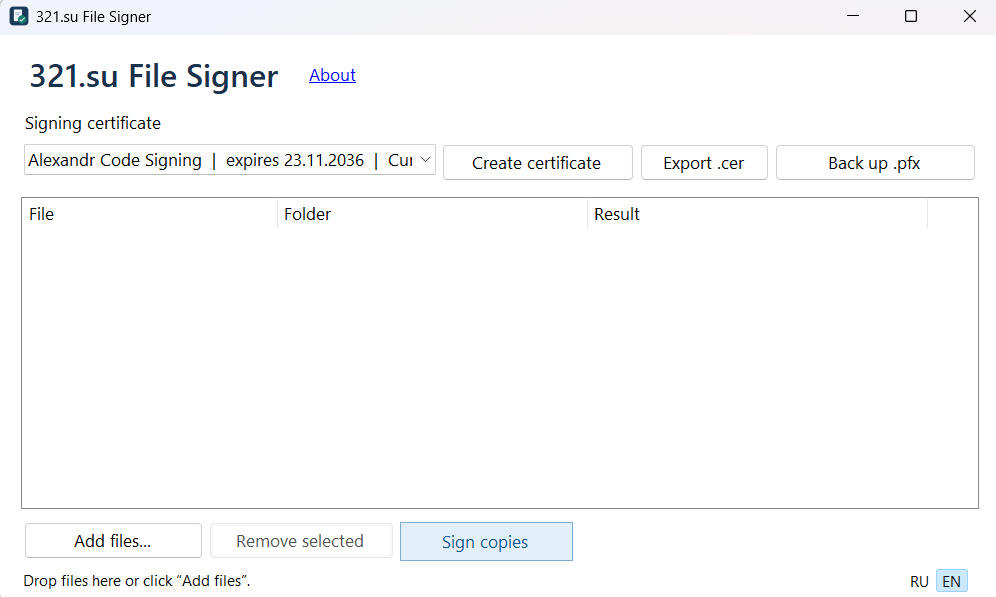 321.su File Signer
321.su File Signer About
Signing certificate
Alexandr Code Signing | expires 23.11.2036 | Cur
Create certificate Export .cer Back up .pfx
File Folder Result
Add files... Remove selected Sign copies
Drop files here or click “Add files”. RU EN